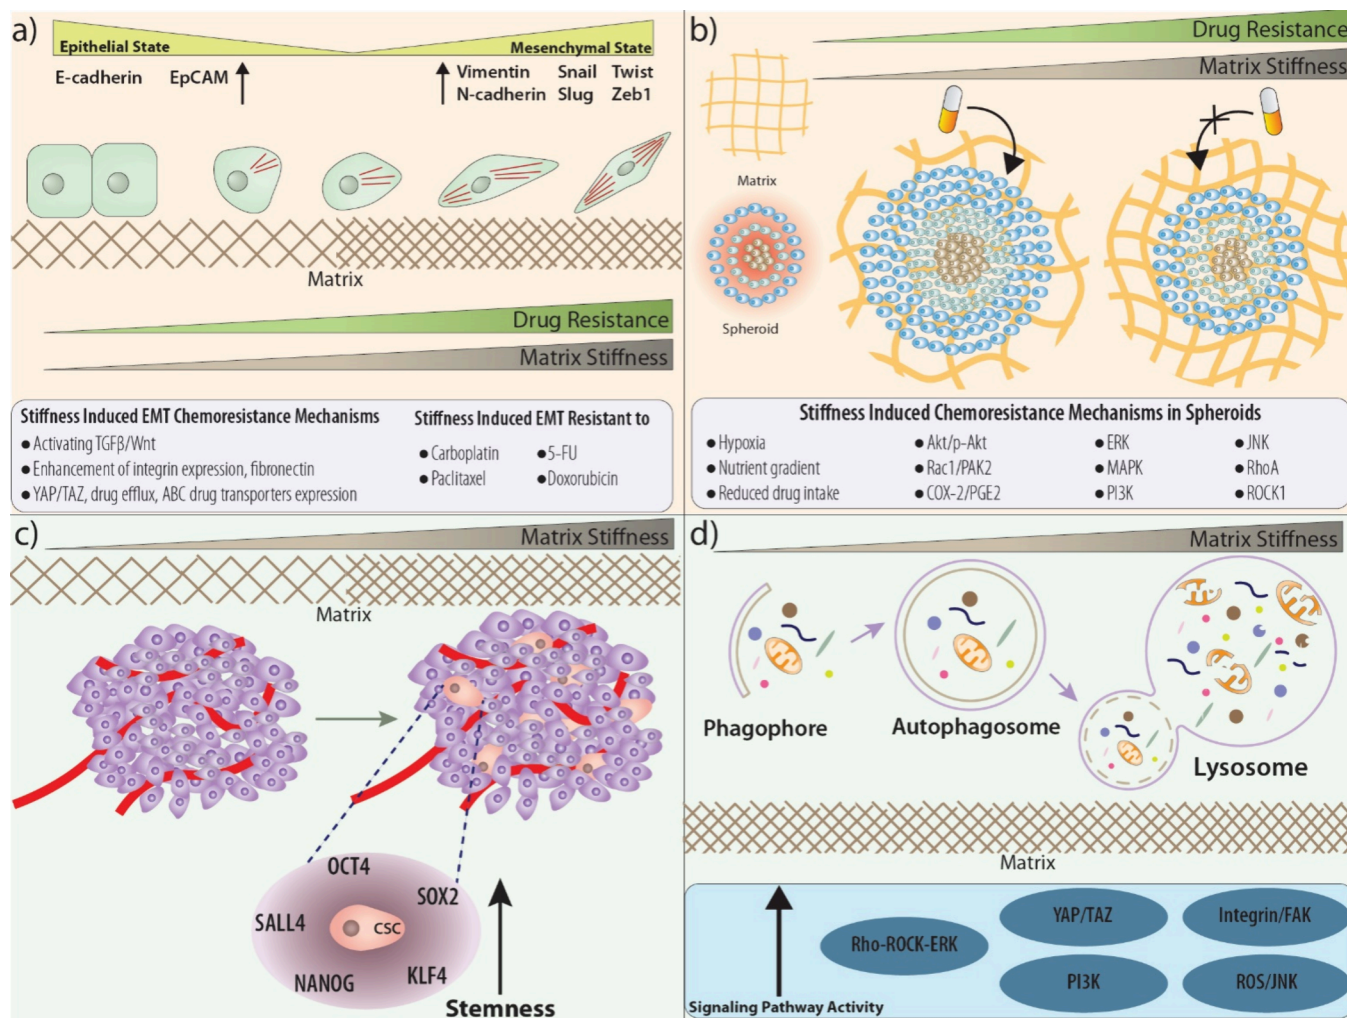 a)
Epithelial State
Mesenchymal State
E-cadherin EpCAM
Vimentin Snail Twist
N-cadherin Slug Zeb1
Matrix
Drug Resistance
Matrix Stiffness
Stiffness Induced EMT Chemoresistance Mechanisms
● Activating TGFβ/Wnt
● Enhancement of integrin expression, fibronectin
● YAP/TAZ, drug efflux, ABC drug transporters expression
Stiffness Induced EMT Resistant to
● Carboplatin ● 5-FU
● Paclitaxel ● Doxorubicin
b)
Drug Resistance
Matrix Stiffness
Matrix
Spheroid
Stiffness Induced Chemoresistance Mechanisms in Spheroids
● Hypoxia ● Akt/p-Akt ● ERK ● JNK
● Nutrient gradient ● Rac1/PAK2 ● MAPK ● RhoA
● Reduced drug intake ● COX-2/PGE2 ● PI3K ● ROCK1
c)
Matrix Stiffness
Matrix
OCT4
SOX2
SALL4
CSC
NANOG
KLF4
Stemness
d)
Matrix Stiffness
Phagophore
Autophagosome
Lysosome
Matrix
YAP/TAZ
Integrin/FAK
Rho-ROCK-ERK
PI3K
ROS/JNK
Signaling Pathway Activity